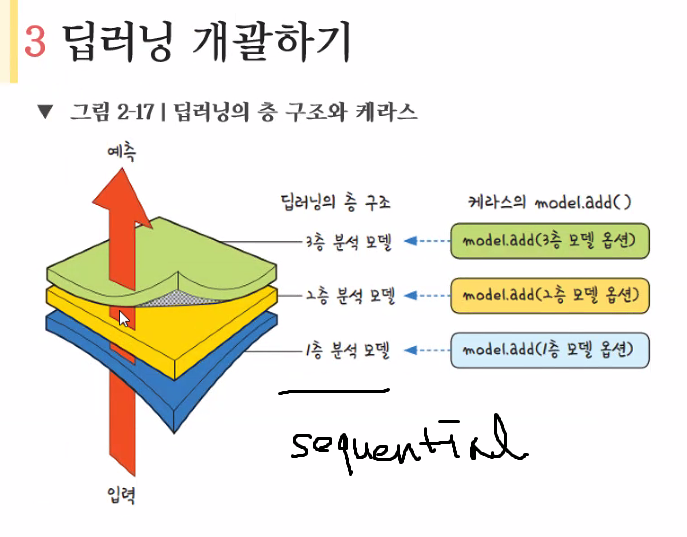 3 딥러닝 개괄하기
▼ 그림 2-17 | 딥러닝의 층 구조와 케라스
예측
딥러닝의 층 구조
케라스의 model.add()
3층 분석 모델
model.add(3층 모델 옵션)
2층 분석 모델
model.add(2층 모델 옵션)
1층 분석 모델
model.add(1층 모델 옵션)
sequential
입력